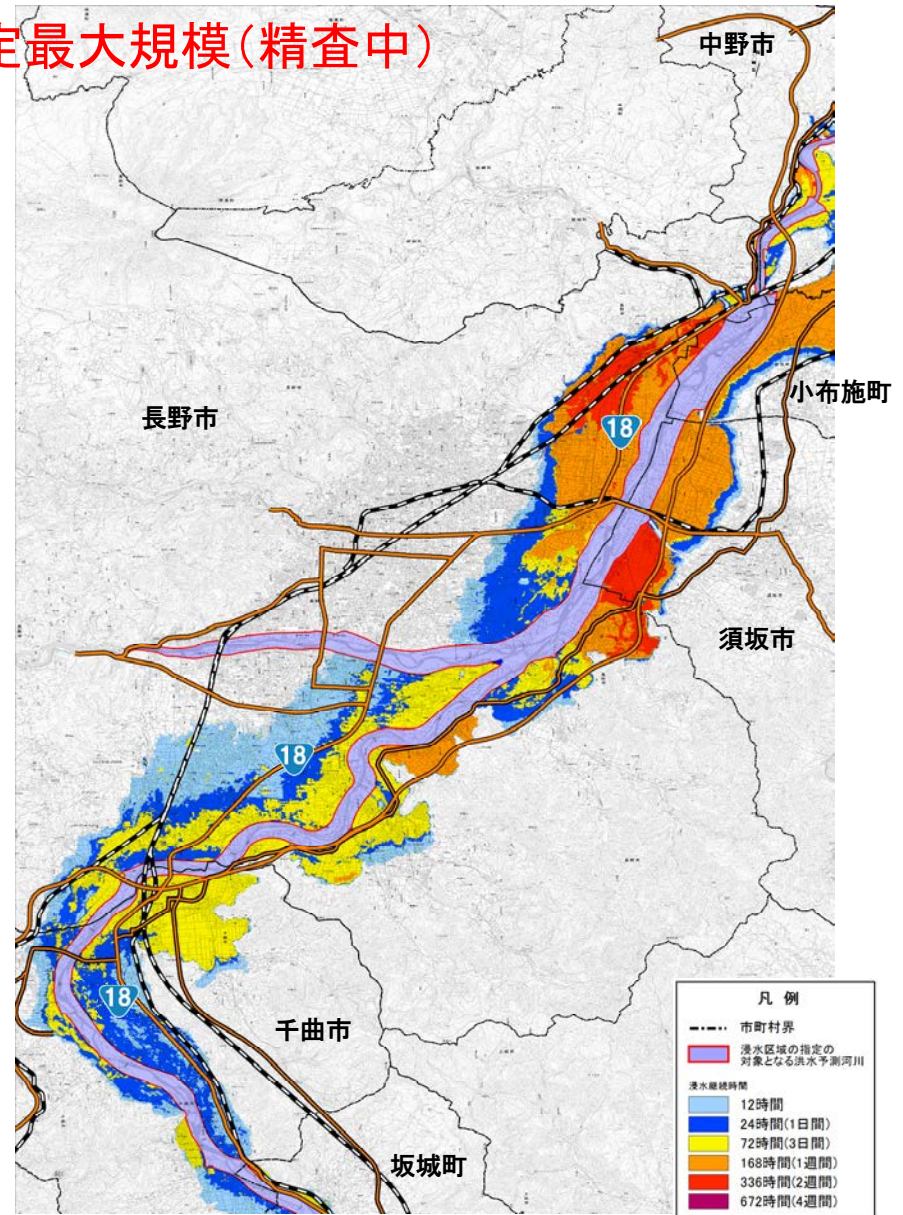 定最大規模(精査中)
中野市
小布施町
長野市
18
須坂市
18
18
千曲市
坂城町
凡 例
市町村界
浸水区域の指定の
対象となる洪水予測河川
浸水継続時間
12時間
24時間(1日間)
72時間(3日間)
168時間(1週間)
336時間(2週間)
672時間(4週間)